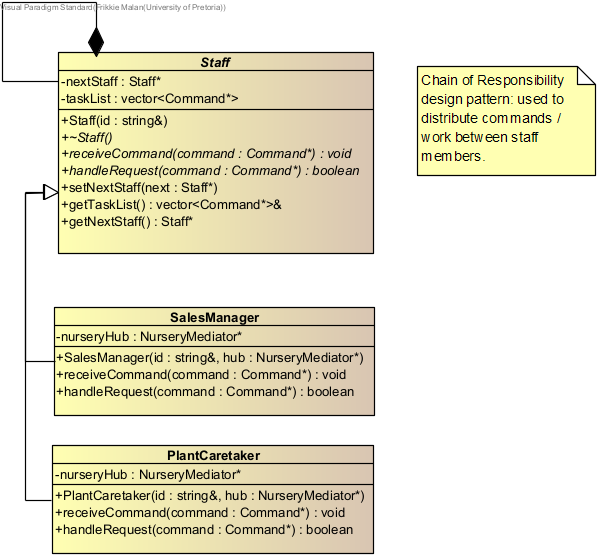 Visual Paradigm Standard(Frikkie Malan(University of Pretoria))
Staff
-nextStaff : Staff*
-taskList : vector<Command*>
+Staff(id : string&)
+~Staff()
+receiveCommand(command : Command*) : void
+handleRequest(command : Command*) : boolean
+setNextStaff(next : Staff*)
+getTaskList() : vector<Command*>&
+getNextStaff() : Staff*
Chain of Responsibility
design pattern: used to
distribute commands /
work between staff
members.
SalesManager
-nurseryHub : NurseryMediator*
+SalesManager(id : string&, hub : NurseryMediator*)
+receiveCommand(command : Command*) : void
+handleRequest(command : Command*) : boolean
PlantCaretaker
-nurseryHub : NurseryMediator*
+PlantCaretaker(id : string&, hub : NurseryMediator*)
+receiveCommand(command : Command*) : void
+handleRequest(command : Command*) : boolean